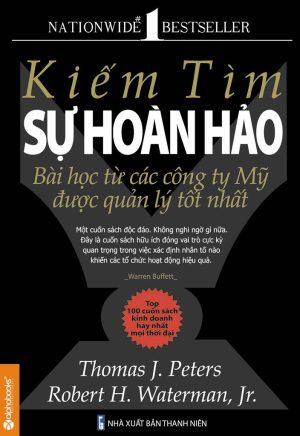 NATIONWIDE #1 BESTSELLER
Kiếm Tìm
SỰ HOÀN HẢO
Bài học từ các công ty Mỹ
được quản lý tốt nhất
Một cuốn sách độc đáo. Không nghi ngờ gì nữa.
Đây là cuốn sách hữu ích đóng vai trò cực kỳ
quan trọng trong việc xác định nhân tố nào
khiến các tổ chức hoạt động hiệu quả.
_Warren Buffett_
Top
100 cuốn sách
kinh doanh
hay nhất
mọi thời đại
Thomas J. Peters
Robert H. Waterman, Jr.
alphabooks
NHÀ XUẤT BẢN THANH NIÊN